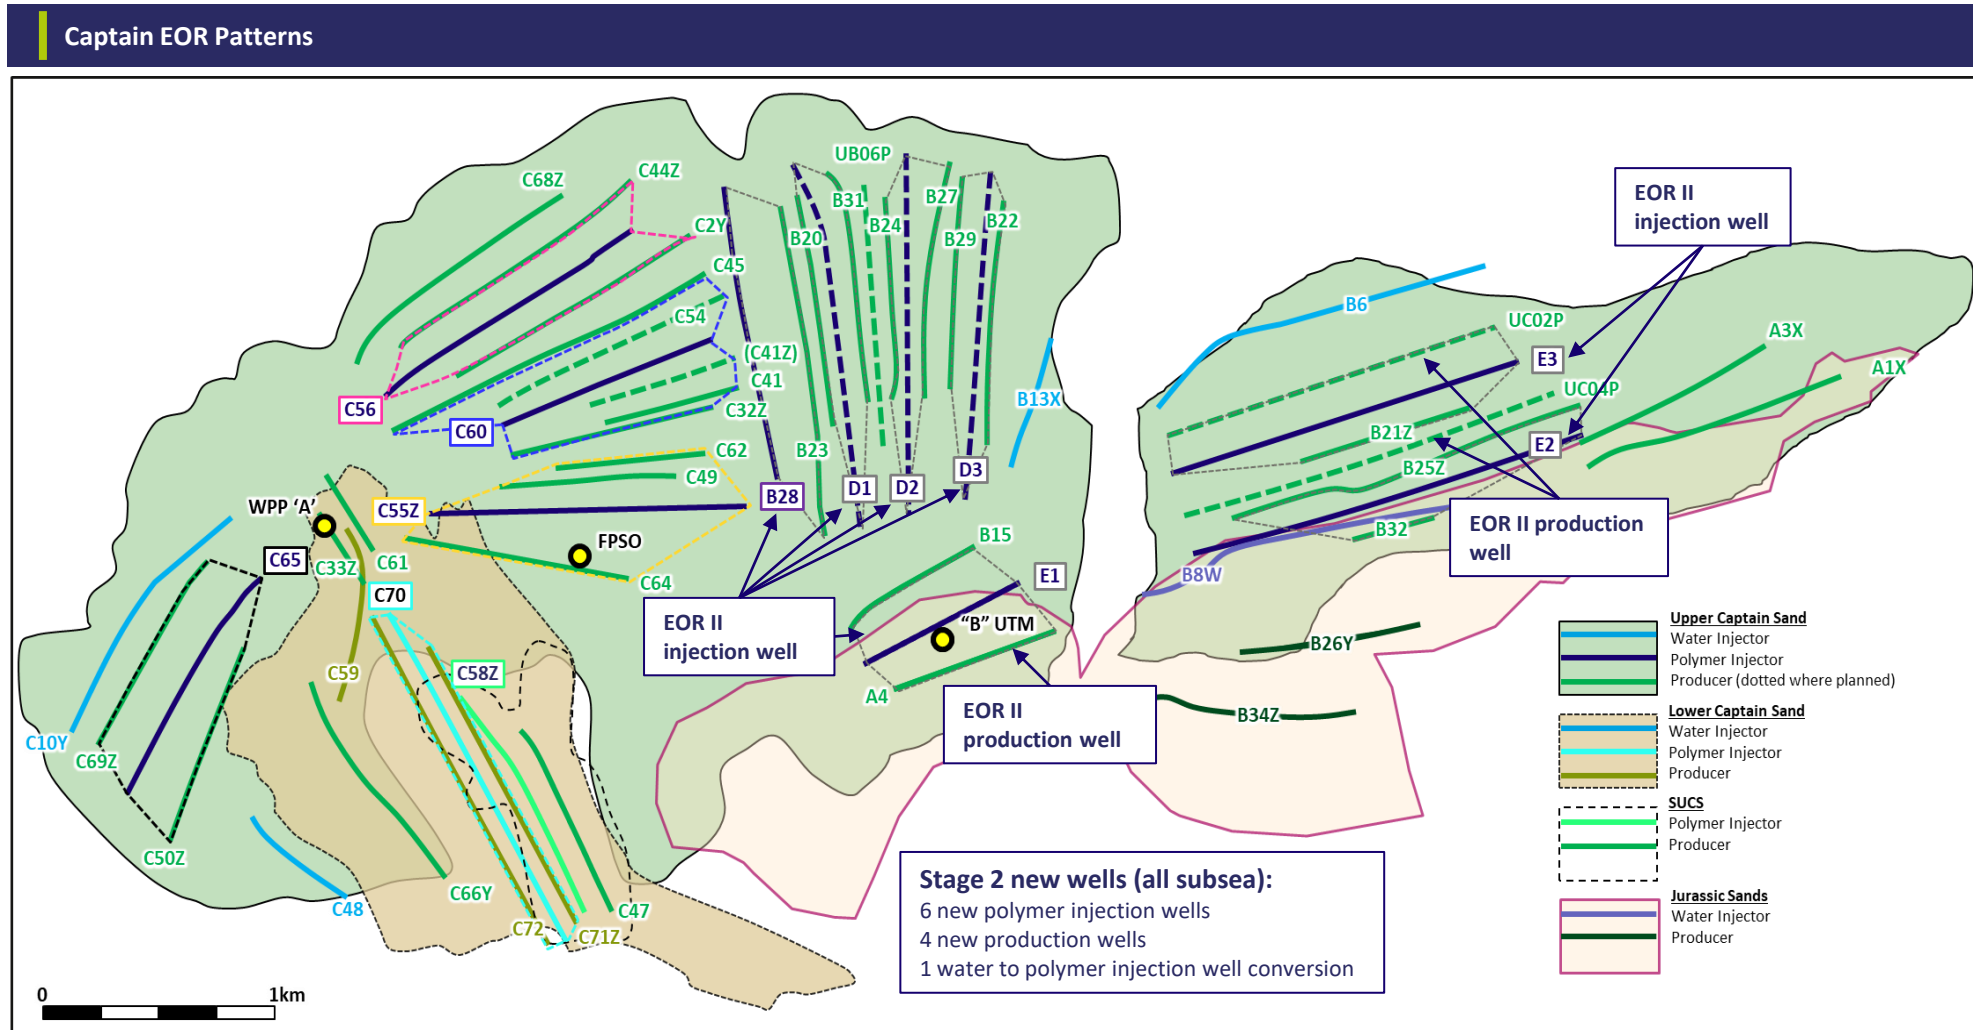 Captain EOR Patterns
C68Z
C44Z
UB06P
C2Y
B31
B27
B20
B24
B29
B22
C45
C54
(C41Z)
C41
C32Z
C56
C60
B13X
B23
C62
C49
C55Z
B28
D1
D2
D3
WPP ‘A’
FPSO
C65
C33Z
C61
C64
C70
B15
E1
“B” UTM
A4
EOR II
injection well
EOR II
production well
C59
C58Z
C10Y
C69Z
C50Z
C48
C66Y
C72
C71Z
C47
EOR II
injection well
B6
UC02P
E3
A3X
A1X
UC04P
B21Z
E2
B25Z
B32
EOR II production
well
B8W
B26Y
B34Z
Stage 2 new wells (all subsea):
6 new polymer injection wells
4 new production wells
1 water to polymer injection well conversion
Upper Captain Sand
Water Injector
Polymer Injector
Producer (dotted where planned)
Lower Captain Sand
Water Injector
Polymer Injector
Producer
SUCS
Polymer Injector
Producer
Jurassic Sands
Water Injector
Producer
0
1km